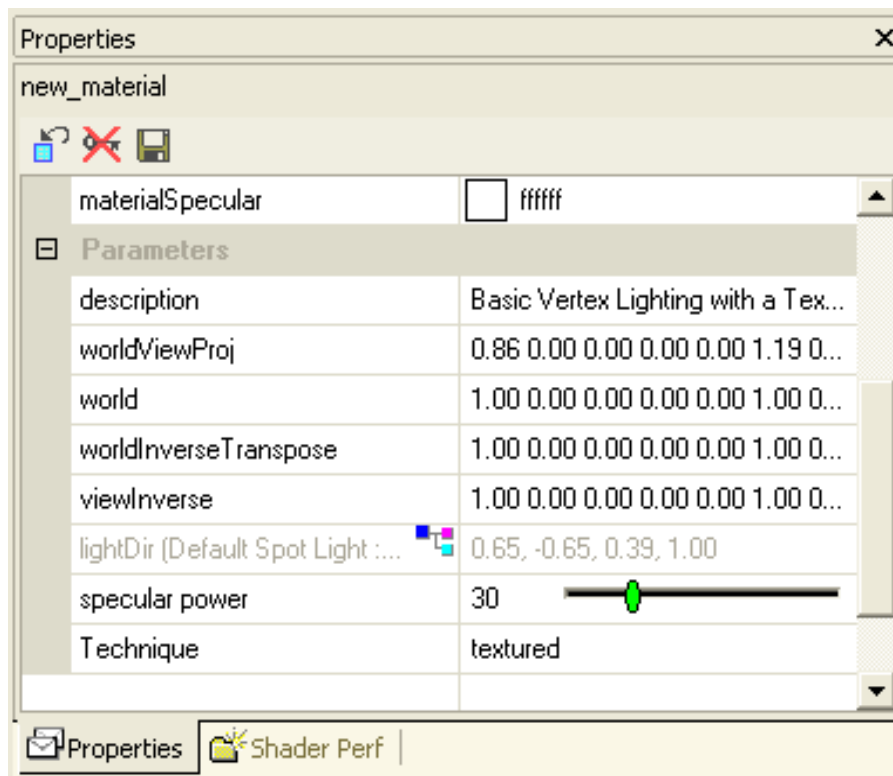 Properties
new_material
materialSpecular ffffff
Parameters
description Basic Vertex Lighting with a Tex...
worldViewProj 0.86 0.00 0.00 0.00 0.00 1.19 0...
world 1.00 0.00 0.00 0.00 0.00 1.00 0...
worldInverseTranspose 1.00 0.00 0.00 0.00 0.00 1.00 0...
viewInverse 1.00 0.00 0.00 0.00 0.00 1.00 0...
lightDir (Default Spot Light :... 0.65, -0.65, 0.39, 1.00
specular power 30
Technique textured
Properties Shader Perf